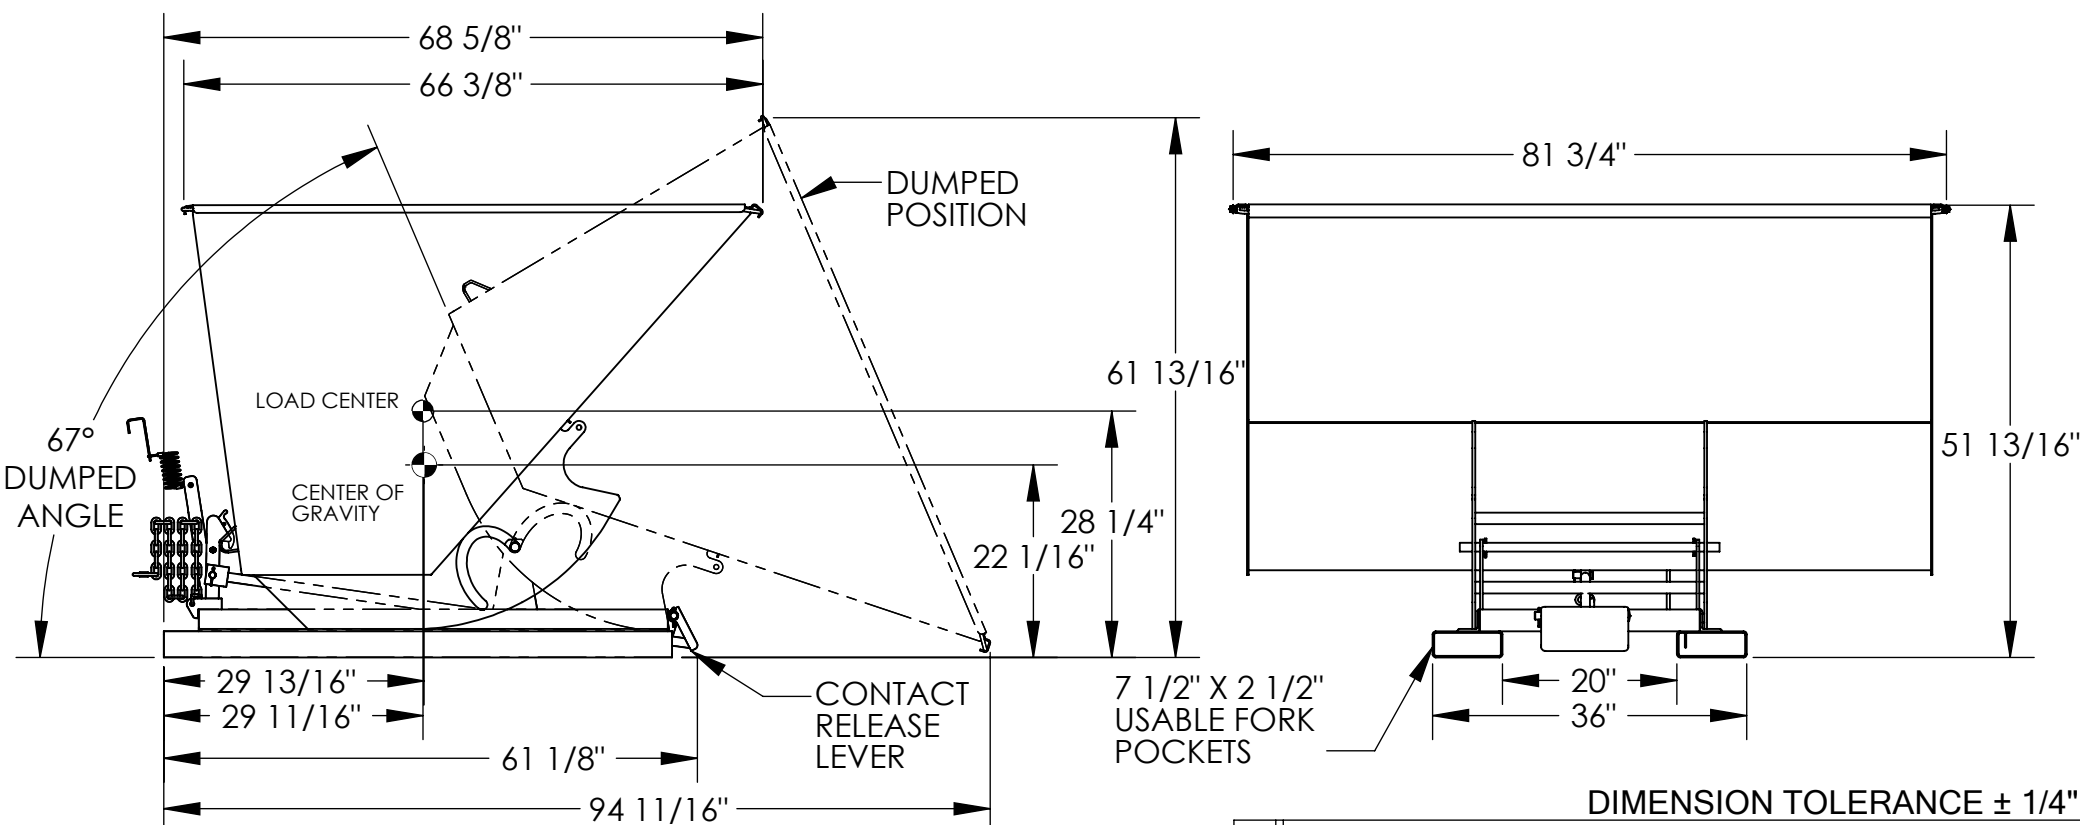 68 5/8"
66 3/8"
DUMPED
POSITION
81 3/4"
61 13/16"
LOAD CENTER
67°
DUMPED
ANGLE
CENTER OF
GRAVITY
28 1/4"
22 1/16"
51 13/16"
29 13/16"
29 11/16"
CONTACT
RELEASE
LEVER
61 1/8"
94 11/16"
7 1/2" X 2 1/2"
USABLE FORK
POCKETS
20"
36"
DIMENSION TOLERANCE ± 1/4"